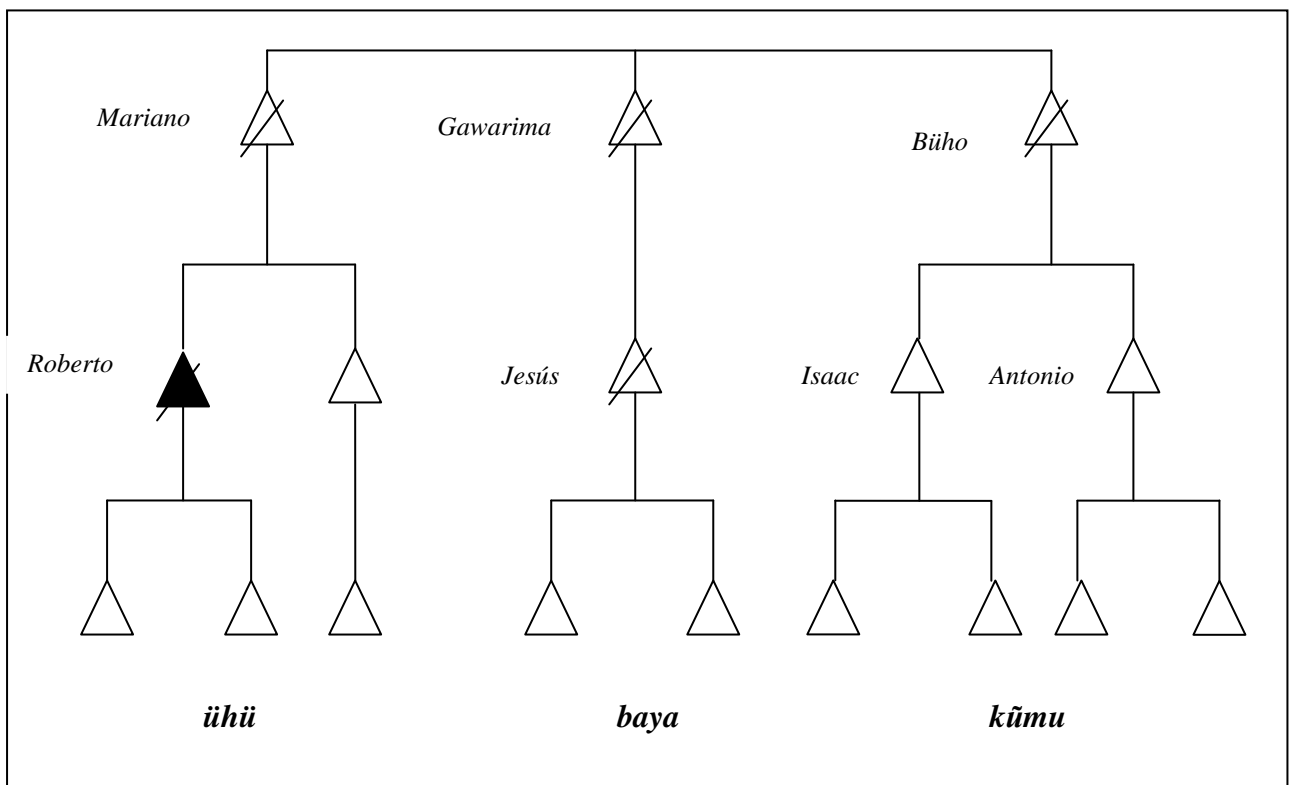 Mariano
Gawarima
Büho
Roberto
Jesús
Isaac
Antonio
ühü
baya
kũmu